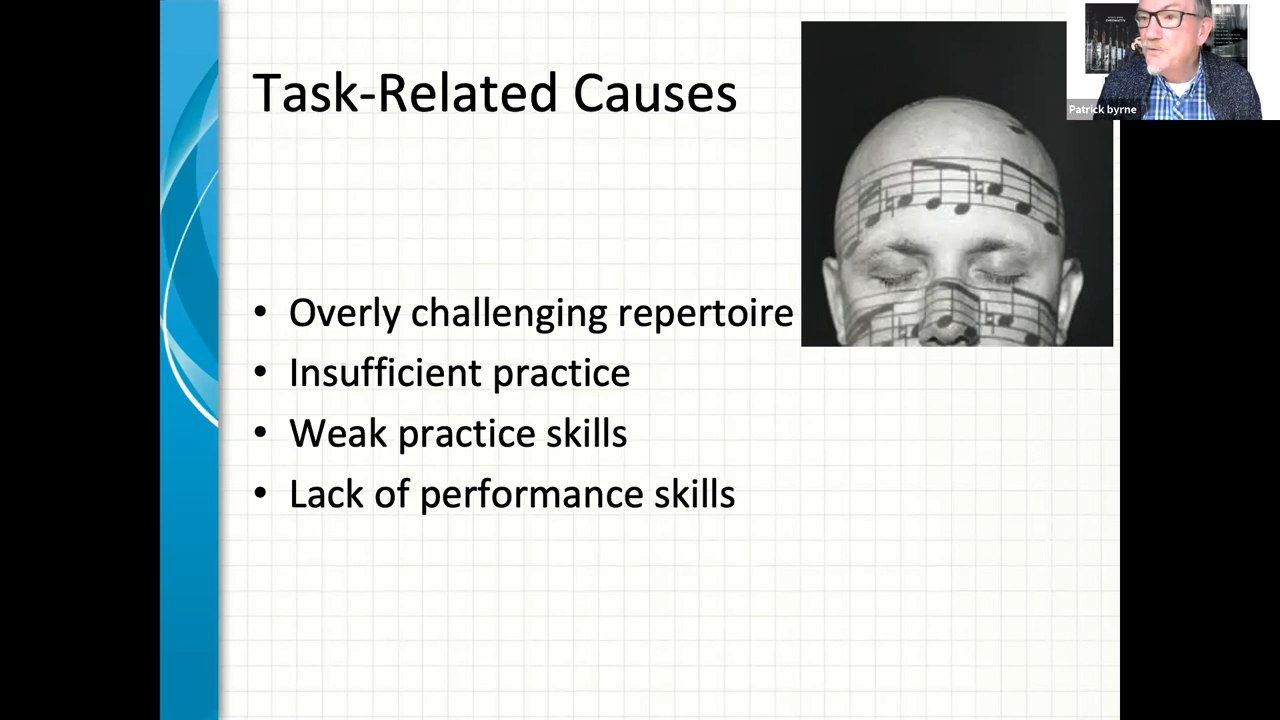 Task-Related Causes
• Overly challenging repertoire
• Insufficient practice
• Weak practice skills
• Lack of performance skills
Patrick byrne